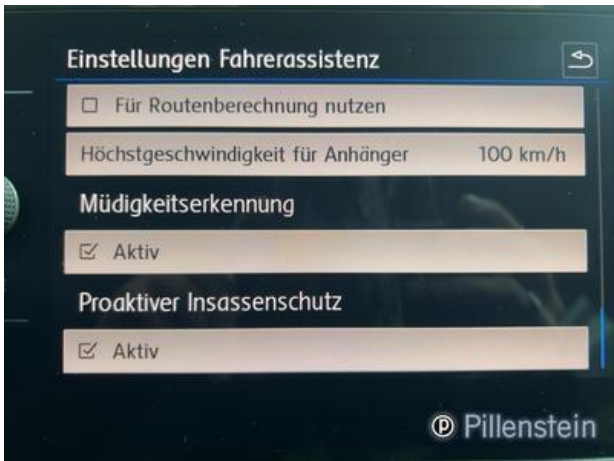 Einstellungen Fahrerassistenz
Für Routenberechnung nutzen
Höchstgeschwindigkeit für Anhänger 100 km/h
Müdigkeitserkennung
Aktiv
Proaktiver Insassenschutz
Aktiv
Pillenstein